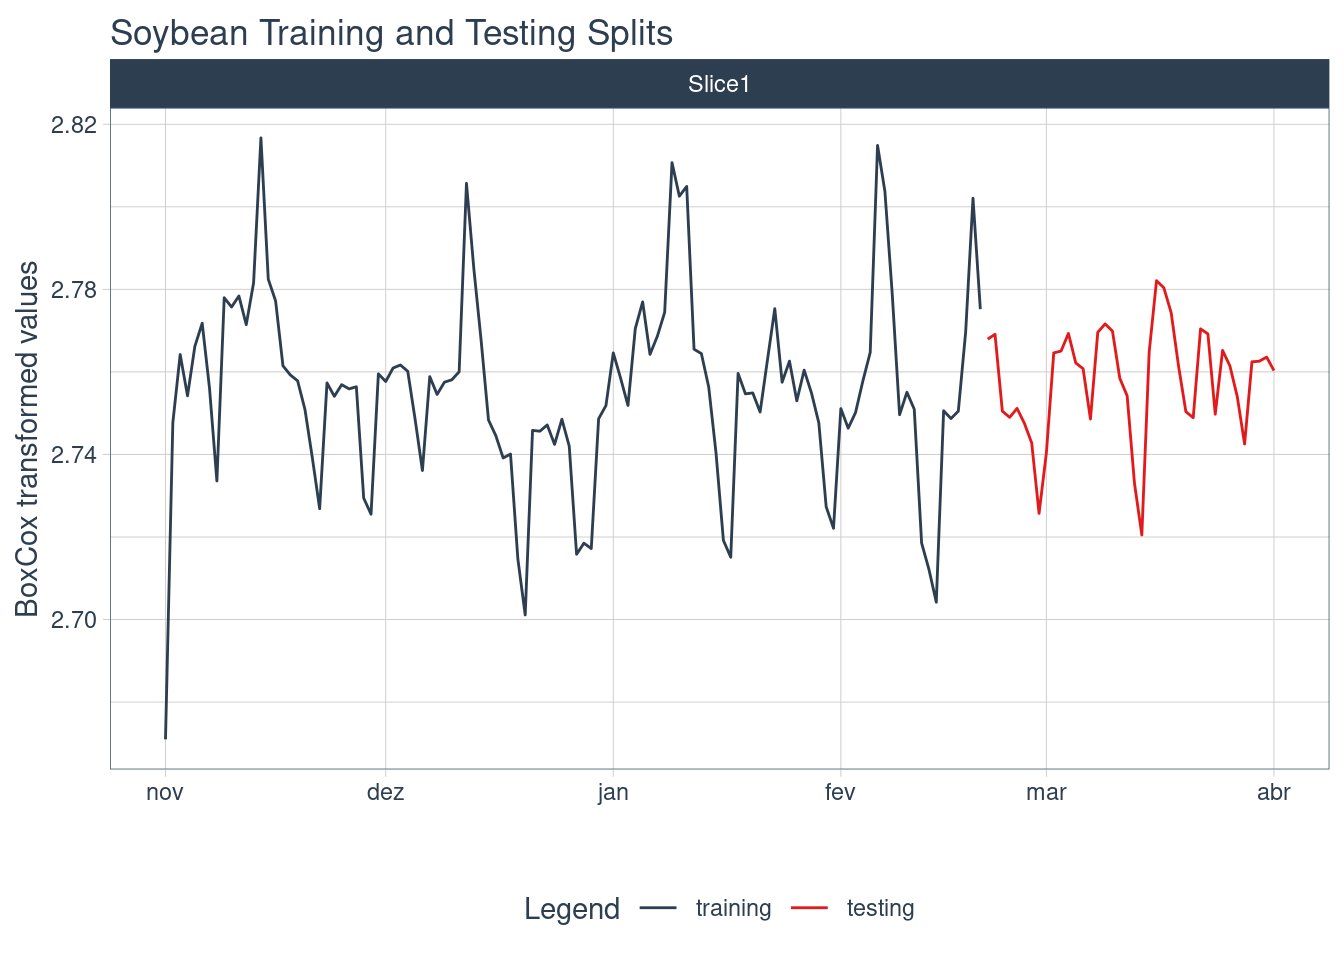 Soybean Training and Testing Splits
Slice1
BoxCox transformed values
2.82
2.78
2.74
2.70
nov dez jan fev mar abr
Legend training testing